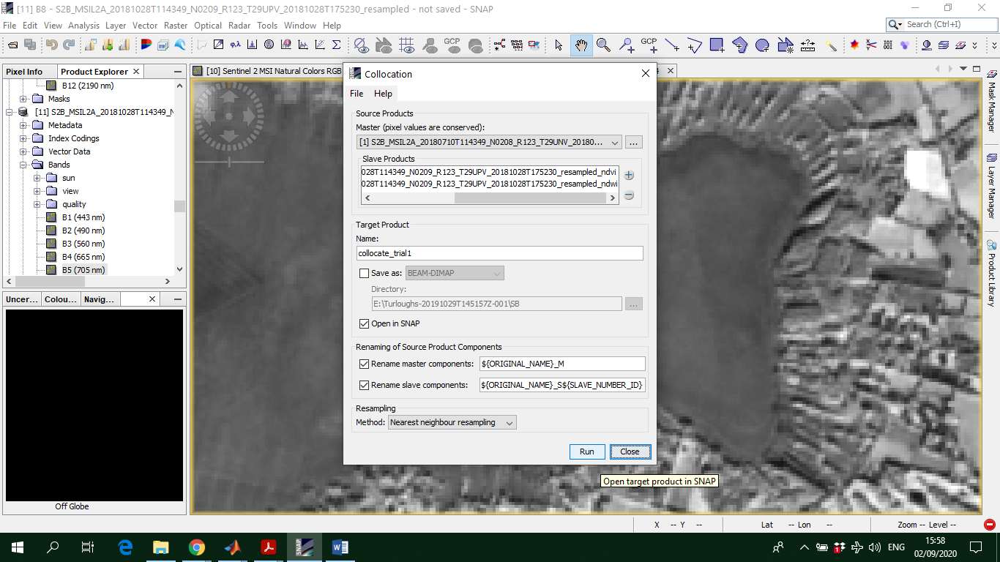 [11] B8 - S2B_MSIL2A_20181028T114349_N0209_R123_T29UPV_20181028T175230_resampled - not saved - SNAP
File Edit View Analysis Layer Vector Raster Optical Radar Tools Window Help
Search (Ctrl+I)
GCP GCP
Pixel Info Product Explorer
[10] Sentinel 2 MSI Natural Colors RGB
B12 (2190 nm)
Masks
[11] S2B_MSIL2A_20181028T114349_N
Metadata
Index Codings
Vector Data
Bands
sun
view
quality
B1 (443 nm)
B2 (490 nm)
B3 (560 nm)
B4 (665 nm)
B5 (705 nm)
Uncer... Colou... Navig...
Off Globe
Collocation
File Help
Source Products
Master (pixel values are conserved):
[1] S2B_MSIL2A_20180710T114349_N0208_R123_T29UNV_20180... ...
Slave Products
028T114349_N0209_R123_T29UPV_20181028T175230_resampled_ndvi
028T114349_N0209_R123_T29UPV_20181028T175230_resampled_ndwi
Target Product
Name:
collocate_trial1
Save as: BEAM-DIMAP
Directory:
E:\Turloughs-20191029T145157Z-001\SB ...
Open in SNAP
Renaming of Source Product Components
Rename master components: ${ORIGINAL_NAME}_M
Rename slave components: ${ORIGINAL_NAME}_S${SLAVE_NUMBER_ID}
Resampling
Method: Nearest neighbour resampling
Run Close
Open target product in SNAP
Mask Manager
Layer Manager
Product Library
X -- Y -- Lat -- Lon -- Zoom -- Level --
SNAP
ENG
15:58
02/09/2020